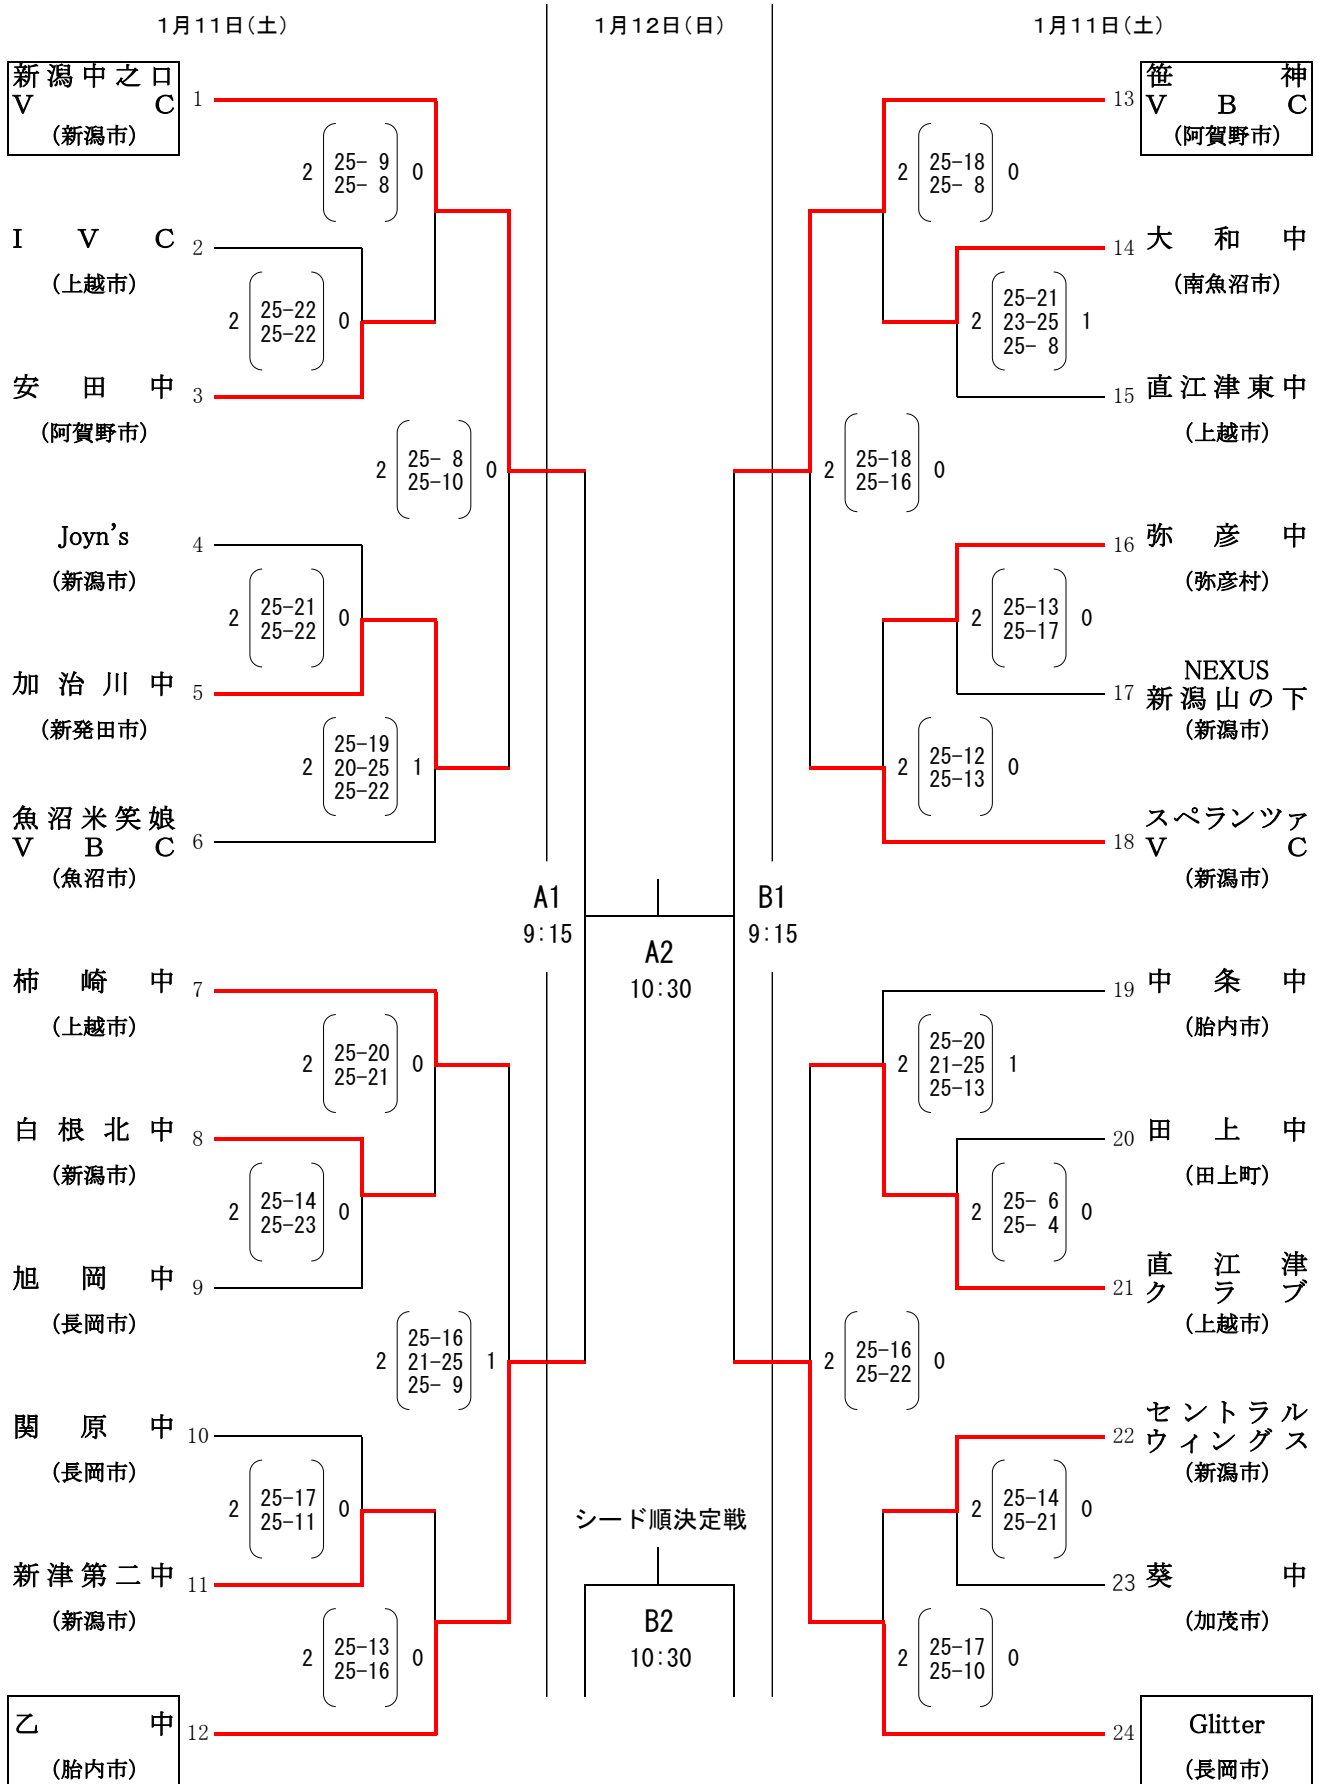 1月11日(土)
1月12日(日)
1月11日(土)
新潟中之口
V C
(新潟市)
1
2
25- 9
25- 8
0
I V C
(上越市)
2
2
25-22
25-22
0
安田中
(阿賀野市)
3
2
25- 8
25-10
0
Joyn's
(新潟市)
4
2
25-21
25-22
0
加治川中
(新発田市)
5
2
25-19
20-25
25-22
1
魚沼米笑娘
V B C
(魚沼市)
6
A1
9:15
柿崎中
(上越市)
7
2
25-20
25-21
0
白根北中
(新潟市)
8
2
25-14
25-23
0
旭岡中
(長岡市)
9
2
25-16
21-25
25- 9
1
関原中
(長岡市)
10
2
25-17
25-11
0
新津第二中
(新潟市)
11
2
25-13
25-16
0
乙中
(胎内市)
12
A2
10:30
シード順決定戦
B2
10:30
笹神
V B C
(阿賀野市)
13
2
25-18
25- 8
0
14
大和中
(南魚沼市)
2
25-21
23-25
25- 8
1
15
直江津東中
(上越市)
2
25-18
25-16
0
16
弥彦中
(弥彦村)
2
25-13
25-17
0
17
NEXUS
新潟山の下
(新潟市)
2
25-12
25-13
0
18
スペランツァ
V C
(新潟市)
B1
9:15
19
中条中
(胎内市)
2
25-20
21-25
25-13
1
20
田上中
(田上町)
2
25- 6
25- 4
0
21
直江津
クラブ
(上越市)
2
25-16
25-22
0
22
セントラル
ウィングス
(新潟市)
2
25-14
25-21
0
23
葵中
(加茂市)
2
25-17
25-10
0
24
Glitter
(長岡市)